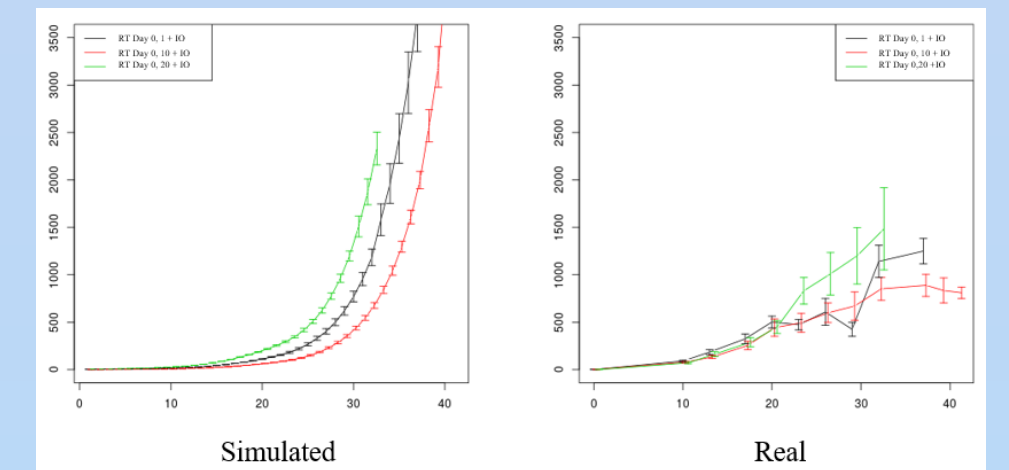 3500
3000
2500
2000
1500
1000
500
0
RT Day 0, 1 + IO
RT Day 0, 10 + IO
RT Day 0, 20 + IO
0 10 20 30 40
Simulated
3500
3000
2500
2000
1500
1000
500
0
RT Day 0, 1 + IO
RT Day 0, 10 + IO
RT Day 0,20 +IO
0 10 20 30 40
Real